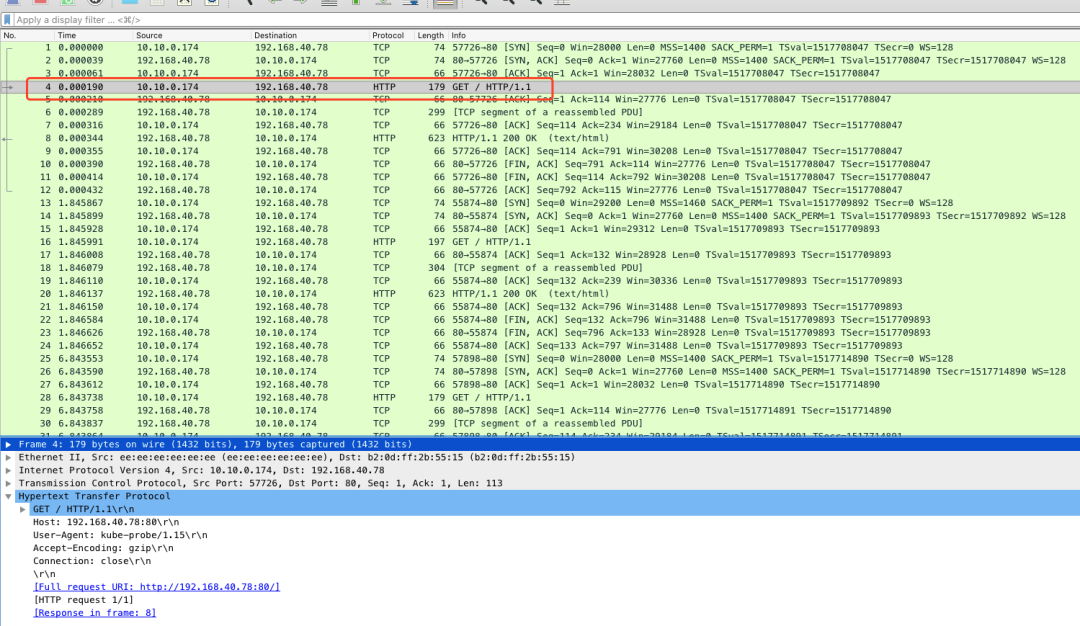 Apply a display filter ... <⌘/>
No. Time Source Destination Protocol Length Info
1 0.000000 10.10.0.174 192.168.40.78 TCP 74 57726→80 [SYN] Seq=0 Win=28000 Len=0 MSS=1400 SACK_PERM=1 TSval=1517708047 TSecr=0 WS=128
2 0.000039 192.168.40.78 10.10.0.174 TCP 74 80→57726 [SYN, ACK] Seq=0 Ack=1 Win=27760 Len=0 MSS=1400 SACK_PERM=1 TSval=1517708047 TSecr=1517708047 WS=128
3 0.000061 10.10.0.174 192.168.40.78 TCP 66 57726→80 [ACK] Seq=1 Ack=1 Win=28032 Len=0 TSval=1517708047 TSecr=1517708047
4 0.000190 10.10.0.174 192.168.40.78 HTTP 179 GET / HTTP/1.1
5 0.000210 192.168.40.78 10.10.0.174 TCP 66 80→57726 [ACK] Seq=1 Ack=114 Win=27776 Len=0 TSval=1517708047 TSecr=1517708047
6 0.000289 192.168.40.78 10.10.0.174 TCP 299 [TCP segment of a reassembled PDU]
7 0.000316 10.10.0.174 192.168.40.78 TCP 66 57726→80 [ACK] Seq=114 Ack=234 Win=29184 Len=0 TSval=1517708047 TSecr=1517708047
8 0.000344 192.168.40.78 10.10.0.174 HTTP 623 HTTP/1.1 200 OK (text/html)
9 0.000355 10.10.0.174 192.168.40.78 TCP 66 57726→80 [ACK] Seq=114 Ack=791 Win=30208 Len=0 TSval=1517708047 TSecr=1517708047
10 0.000390 192.168.40.78 10.10.0.174 TCP 66 80→57726 [FIN, ACK] Seq=791 Ack=114 Win=27776 Len=0 TSval=1517708047 TSecr=1517708047
11 0.000414 10.10.0.174 192.168.40.78 TCP 66 57726→80 [FIN, ACK] Seq=114 Ack=792 Win=30208 Len=0 TSval=1517708047 TSecr=1517708047
12 0.000432 192.168.40.78 10.10.0.174 TCP 66 80→57726 [ACK] Seq=792 Ack=115 Win=27776 Len=0 TSval=1517708047 TSecr=1517708047
13 1.845867 10.10.0.174 192.168.40.78 TCP 74 55874→80 [SYN] Seq=0 Win=29200 Len=0 MSS=1460 SACK_PERM=1 TSval=1517709892 TSecr=0 WS=128
14 1.845899 192.168.40.78 10.10.0.174 TCP 74 80→55874 [SYN, ACK] Seq=0 Ack=1 Win=27760 Len=0 MSS=1400 SACK_PERM=1 TSval=1517709893 TSecr=1517709892 WS=128
15 1.845928 10.10.0.174 192.168.40.78 TCP 66 55874→80 [ACK] Seq=1 Ack=1 Win=29312 Len=0 TSval=1517709893 TSecr=1517709893
16 1.845991 10.10.0.174 192.168.40.78 HTTP 197 GET / HTTP/1.1
17 1.846008 192.168.40.78 10.10.0.174 TCP 66 80→55874 [ACK] Seq=1 Ack=132 Win=28928 Len=0 TSval=1517709893 TSecr=1517709893
18 1.846079 192.168.40.78 10.10.0.174 TCP 304 [TCP segment of a reassembled PDU]
19 1.846110 10.10.0.174 192.168.40.78 TCP 66 55874→80 [ACK] Seq=132 Ack=239 Win=30336 Len=0 TSval=1517709893 TSecr=1517709893
20 1.846137 192.168.40.78 10.10.0.174 HTTP 623 HTTP/1.1 200 OK (text/html)
21 1.846150 10.10.0.174 192.168.40.78 TCP 66 55874→80 [ACK] Seq=132 Ack=796 Win=31488 Len=0 TSval=1517709893 TSecr=1517709893
22 1.846584 10.10.0.174 192.168.40.78 TCP 66 55874→80 [FIN, ACK] Seq=132 Ack=796 Win=31488 Len=0 TSval=1517709893 TSecr=1517709893
23 1.846626 192.168.40.78 10.10.0.174 TCP 66 80→55874 [FIN, ACK] Seq=796 Ack=133 Win=28928 Len=0 TSval=1517709893 TSecr=1517709893
24 1.846652 10.10.0.174 192.168.40.78 TCP 66 55874→80 [ACK] Seq=133 Ack=797 Win=31488 Len=0 TSval=1517709893 TSecr=1517709893
25 6.843553 10.10.0.174 192.168.40.78 TCP 74 57898→80 [SYN] Seq=0 Win=28000 Len=0 MSS=1400 SACK_PERM=1 TSval=1517714890 TSecr=0 WS=128
26 6.843590 192.168.40.78 10.10.0.174 TCP 74 80→57898 [SYN, ACK] Seq=0 Ack=1 Win=27760 Len=0 MSS=1400 SACK_PERM=1 TSval=1517714890 TSecr=1517714890 WS=128
27 6.843612 10.10.0.174 192.168.40.78 TCP 66 57898→80 [ACK] Seq=1 Ack=1 Win=28032 Len=0 TSval=1517714890 TSecr=1517714890
28 6.843738 10.10.0.174 192.168.40.78 HTTP 179 GET / HTTP/1.1
29 6.843758 192.168.40.78 10.10.0.174 TCP 66 80→57898 [ACK] Seq=1 Ack=114 Win=27776 Len=0 TSval=1517714891 TSecr=1517714890
30 6.843837 192.168.40.78 10.10.0.174 TCP 299 [TCP segment of a reassembled PDU]
Frame 4: 179 bytes on wire (1432 bits), 179 bytes captured (1432 bits)
Ethernet II, Src: ee:ee:ee:ee:ee:ee (ee:ee:ee:ee:ee:ee), Dst: b2:0d:ff:2b:55:15 (b2:0d:ff:2b:55:15)
Internet Protocol Version 4, Src: 10.10.0.174, Dst: 192.168.40.78
Transmission Control Protocol, Src Port: 57726, Dst Port: 80, Seq: 1, Ack: 1, Len: 113
Hypertext Transfer Protocol
GET / HTTP/1.1\r\n
Host: 192.168.40.78:80\r\n
User-Agent: kube-probe/1.15\r\n
Accept-Encoding: gzip\r\n
Connection: close\r\n
\r\n
[Full request URI: http://192.168.40.78:80/]
[HTTP request 1/1]
[Response in frame: 8]